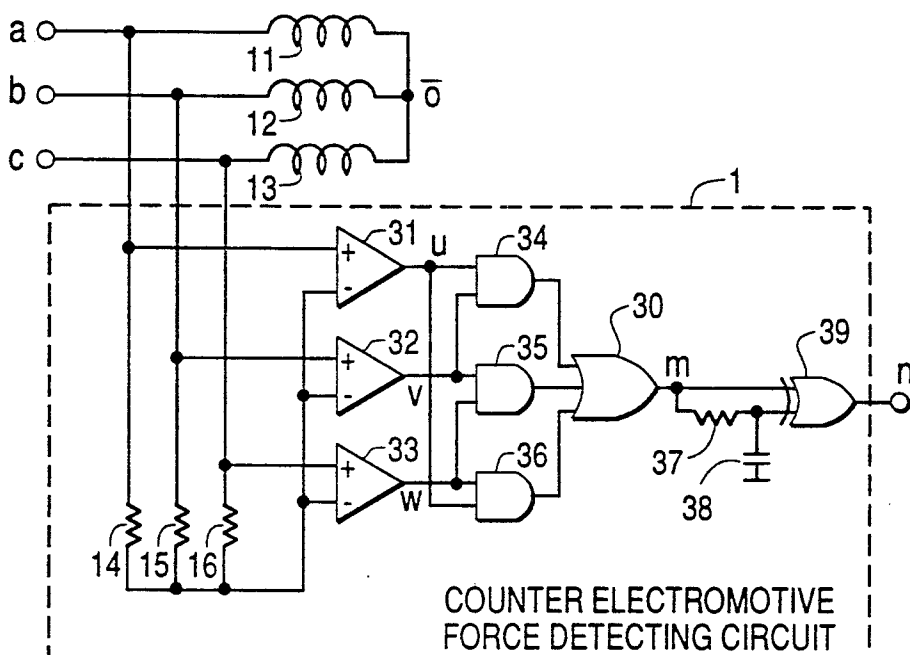 a
11
b
12
o
c
13
1
31
u
34
+
-
30
39
32
35
+
v
-
m
n
33
36
37
+
w
-
38
14
15
16
COUNTER ELECTROMOTIVE
FORCE DETECTING CIRCUIT